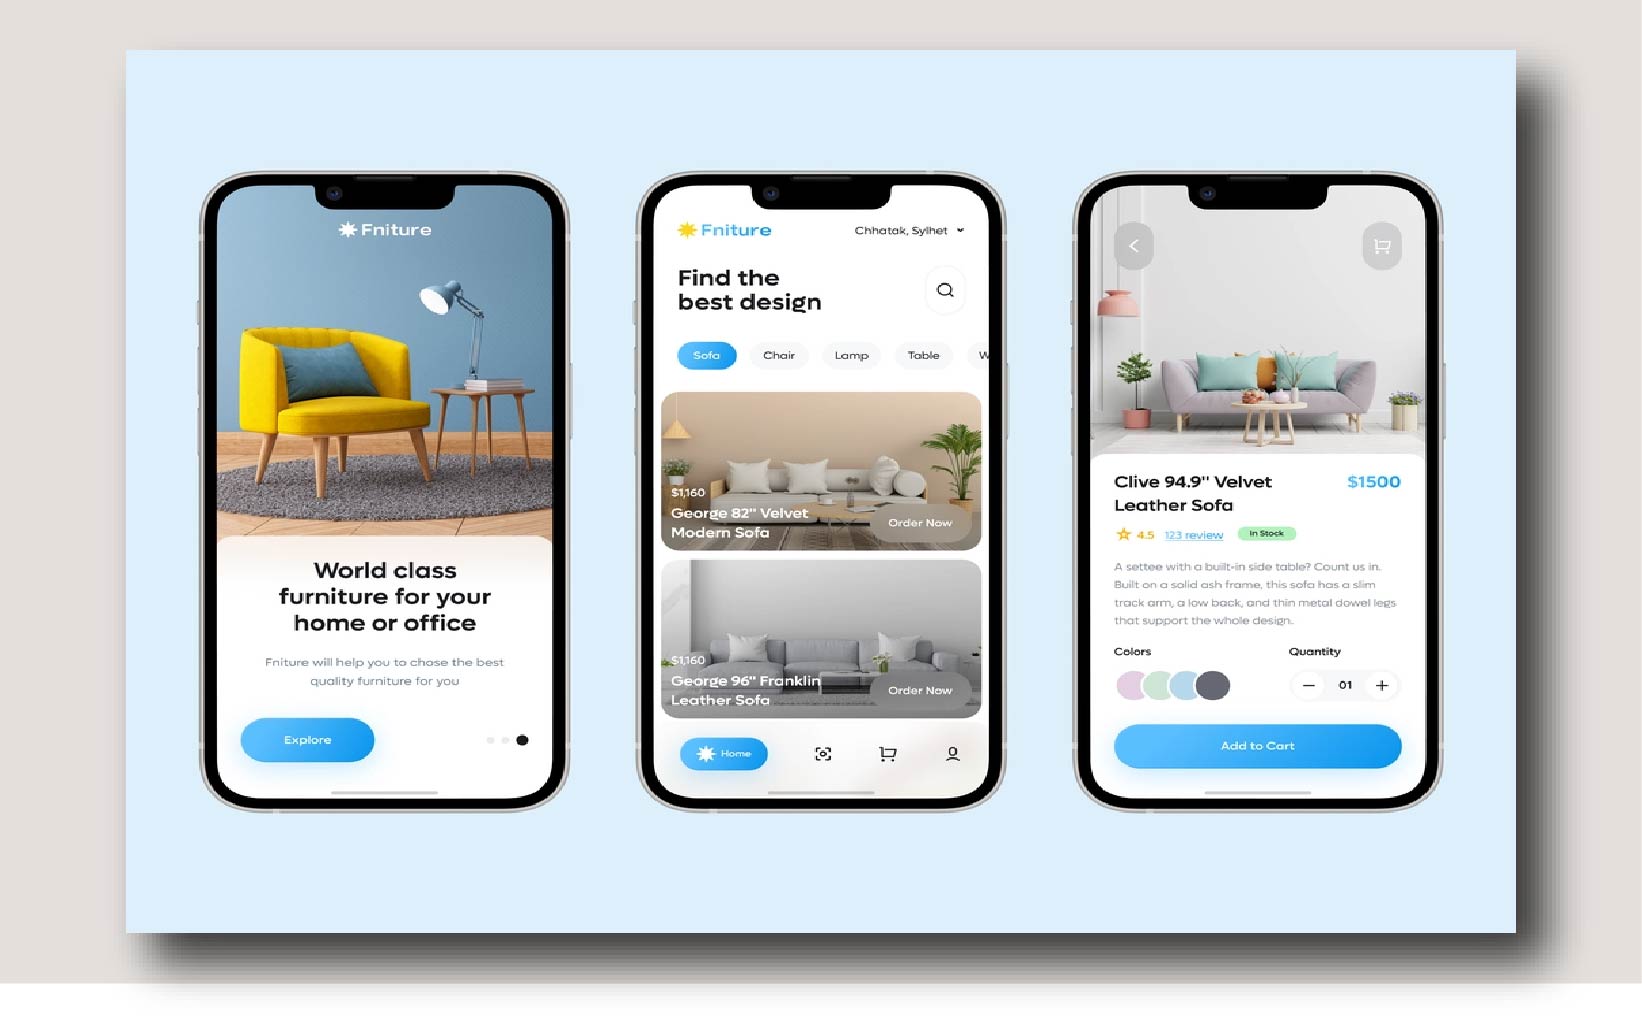 Fniture
World class
furniture for your
home or office
Fniture will help you to chose the best
quality furniture for you
Explore
Fniture
Chhatak, Sylhet
Find the
best design
Sofa Chair Lamp Table W
$1,160
George 82" Velvet
Modern Sofa
Order Now
$1,160
George 96" Franklin
Leather Sofa
Order Now
Home
Clive 94.9" Velvet
Leather Sofa
$1500
4.5 123 review In Stock
A settee with a built-in side table? Count us in.
Built on a solid ash frame, this sofa has a slim
track arm, a low back, and thin metal dowel legs
that support the whole design.
Colors
Quantity
01
Add to Cart